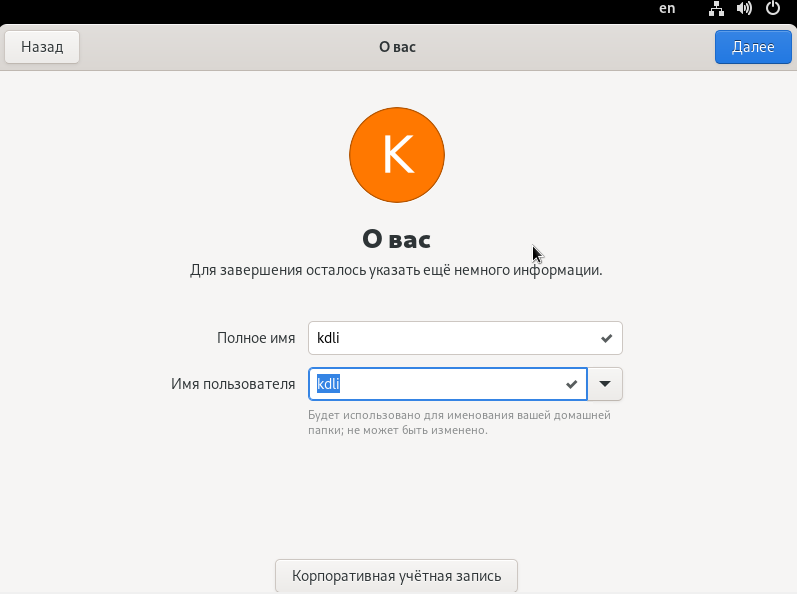 en
Назад
О вас
Далее
K
О вас
Для завершения осталось указать ещё немного информации.
Полное имя
kdli
Имя пользователя
kdli
Будет использовано для именования вашей домашней
папки; не может быть изменено.
Корпоративная учётная запись